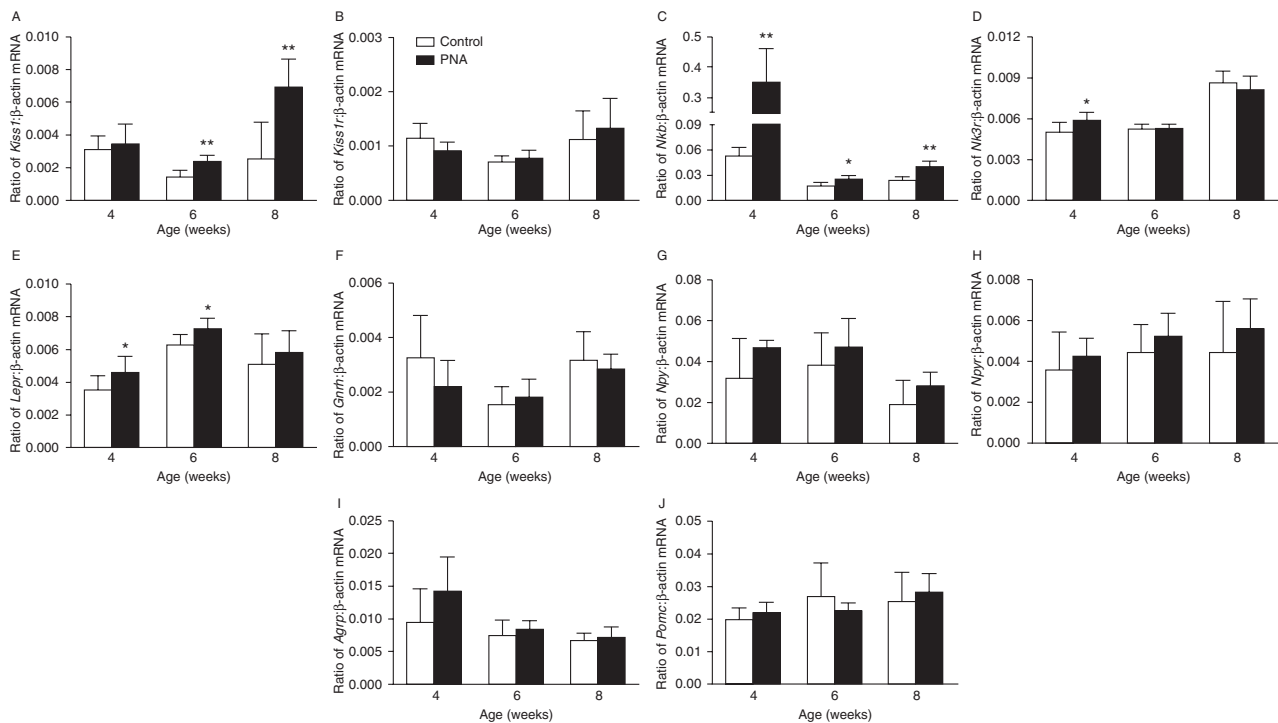 A
Ratio of Kiss1:β-actin mRNA
0.010
0.008
0.006
0.004
0.002
0.000
**
**
4 6 8
Age (weeks)
B
Ratio of Kiss1r:β-actin mRNA
0.003
0.002
0.001
0.000
Control
PNA
4 6 8
Age (weeks)
C
Ratio of Nkb:β-actin mRNA
0.5
0.4
0.3
0.09
0.06
0.03
0.00
**
*
**
4 6 8
Age (weeks)
D
Ratio of Nk3r:β-actin mRNA
0.012
0.009
0.006
0.003
0.000
*
4 6 8
Age (weeks)
E
Ratio of Lepr:β-actin mRNA
0.010
0.008
0.006
0.004
0.002
0.000
*
*
4 6 8
Age (weeks)
F
Ratio of Gnrh:β-actin mRNA
0.006
0.004
0.002
0.000
4 6 8
Age (weeks)
G
Ratio of Npy:β-actin mRNA
0.08
0.06
0.04
0.02
0.00
4 6 8
Age (weeks)
H
Ratio of Npyr:β-actin mRNA
0.008
0.006
0.004
0.002
0.000
4 6 8
Age (weeks)
I
Ratio of Agrp:β-actin mRNA
0.025
0.020
0.015
0.010
0.005
0.000
4 6 8
Age (weeks)
J
Ratio of Pomc:β-actin mRNA
0.05
0.04
0.03
0.02
0.01
0.00
4 6 8
Age (weeks)